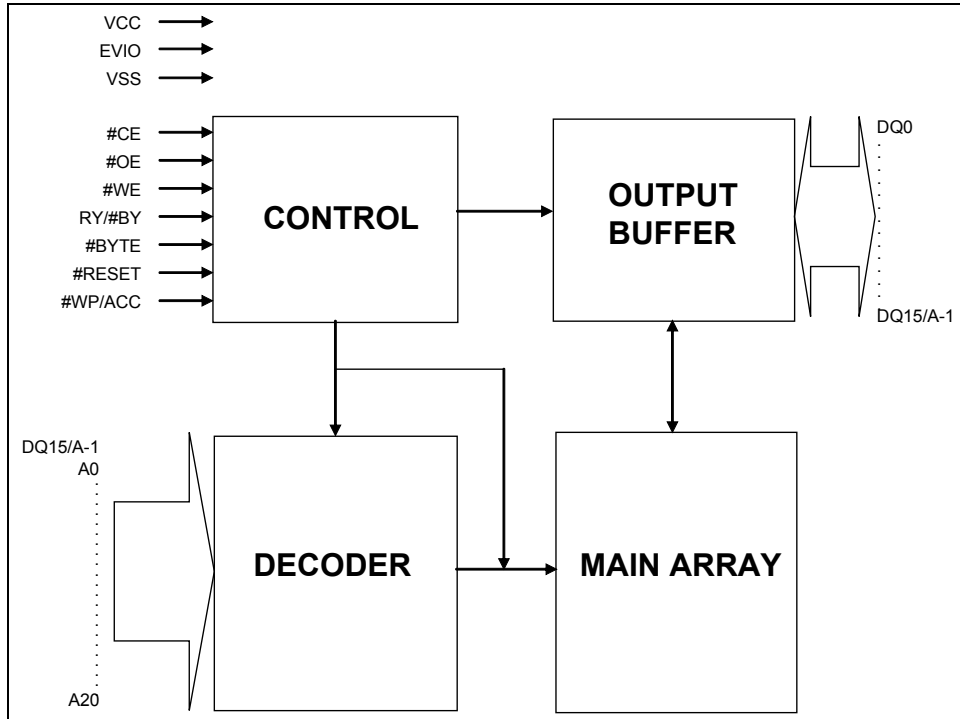 VCC
EVIO
VSS
#CE
#OE
#WE
RY/#BY
#BYTE
#RESET
#WP/ACC
CONTROL
OUTPUT
BUFFER
DQ0
DQ15/A-1
DQ15/A-1
A0
A20
DECODER
MAIN ARRAY